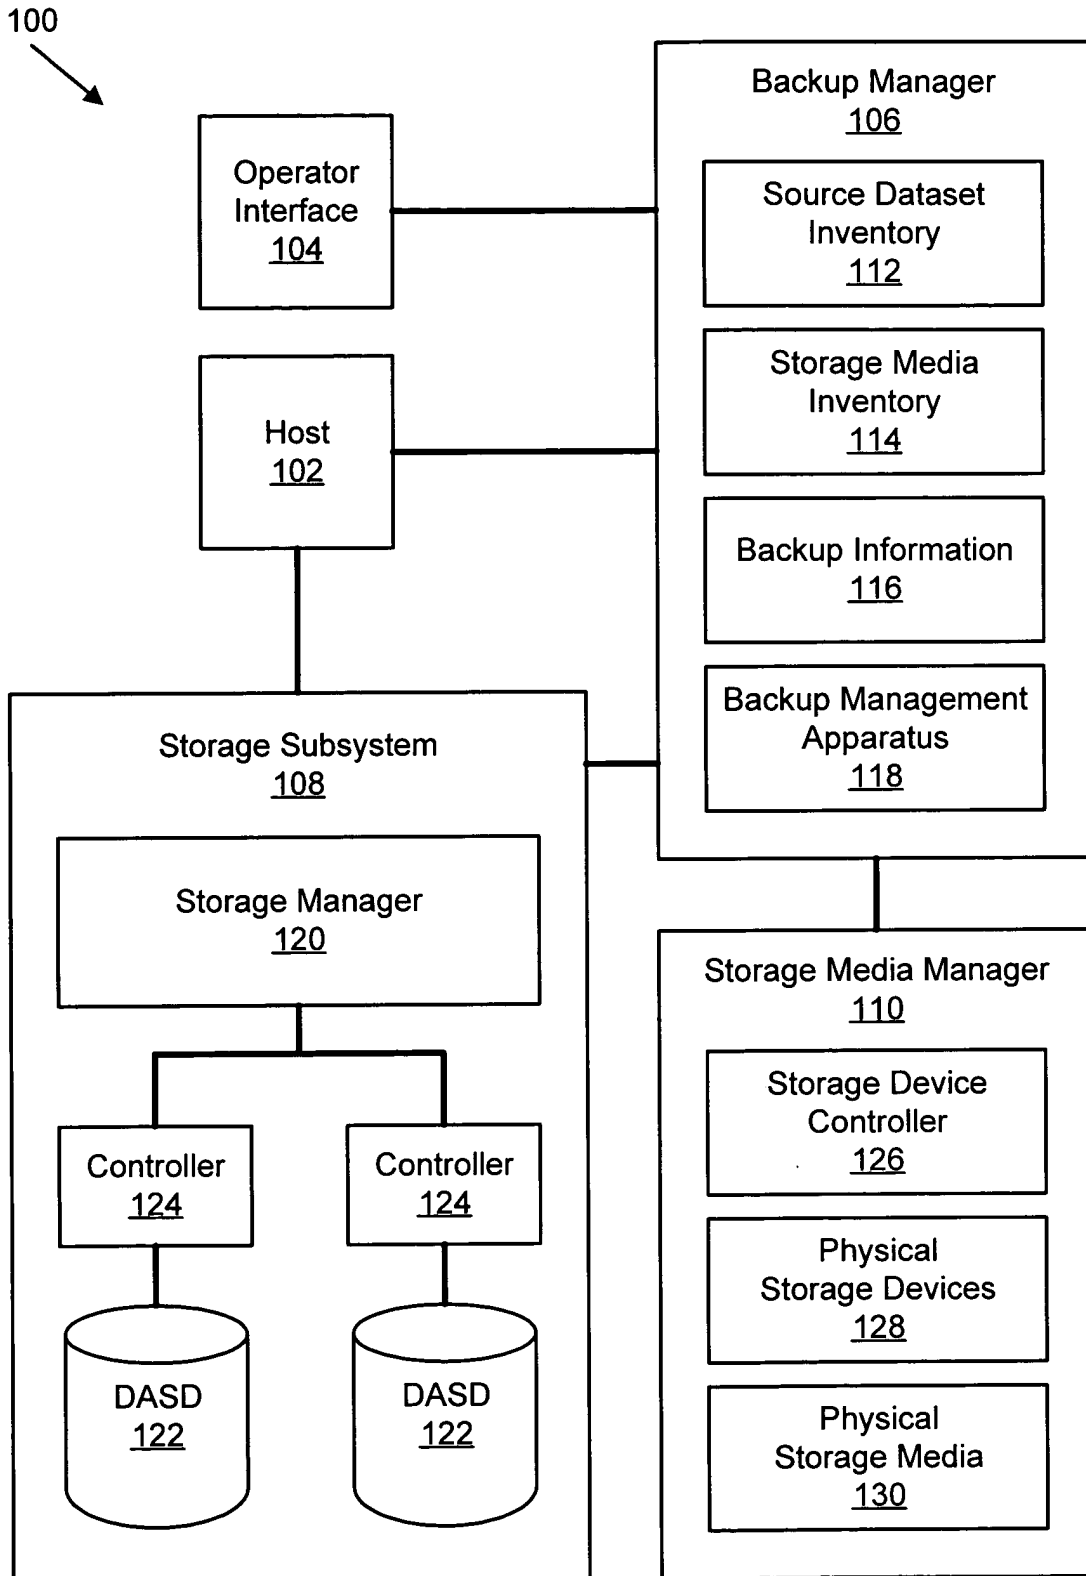 100
Operator
Interface
104
Host
102
Backup Manager
106
Source Dataset
Inventory
112
Storage Media
Inventory
114
Backup Information
116
Backup Management
Apparatus
118
Storage Subsystem
108
Storage Manager
120
Controller
124
Controller
124
DASD
122
DASD
122
Storage Media Manager
110
Storage Device
Controller
126
Physical
Storage Devices
128
Physical
Storage Media
130